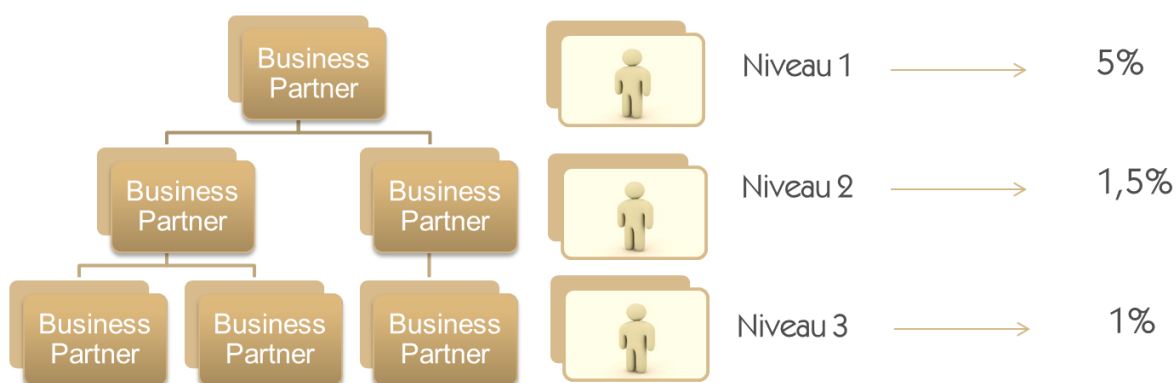 Business
Partner
Niveau 1
5%
Business
Partner
Business
Partner
Niveau 2
1,5%
Business
Partner
Business
Partner
Business
Partner
Niveau 3
1%